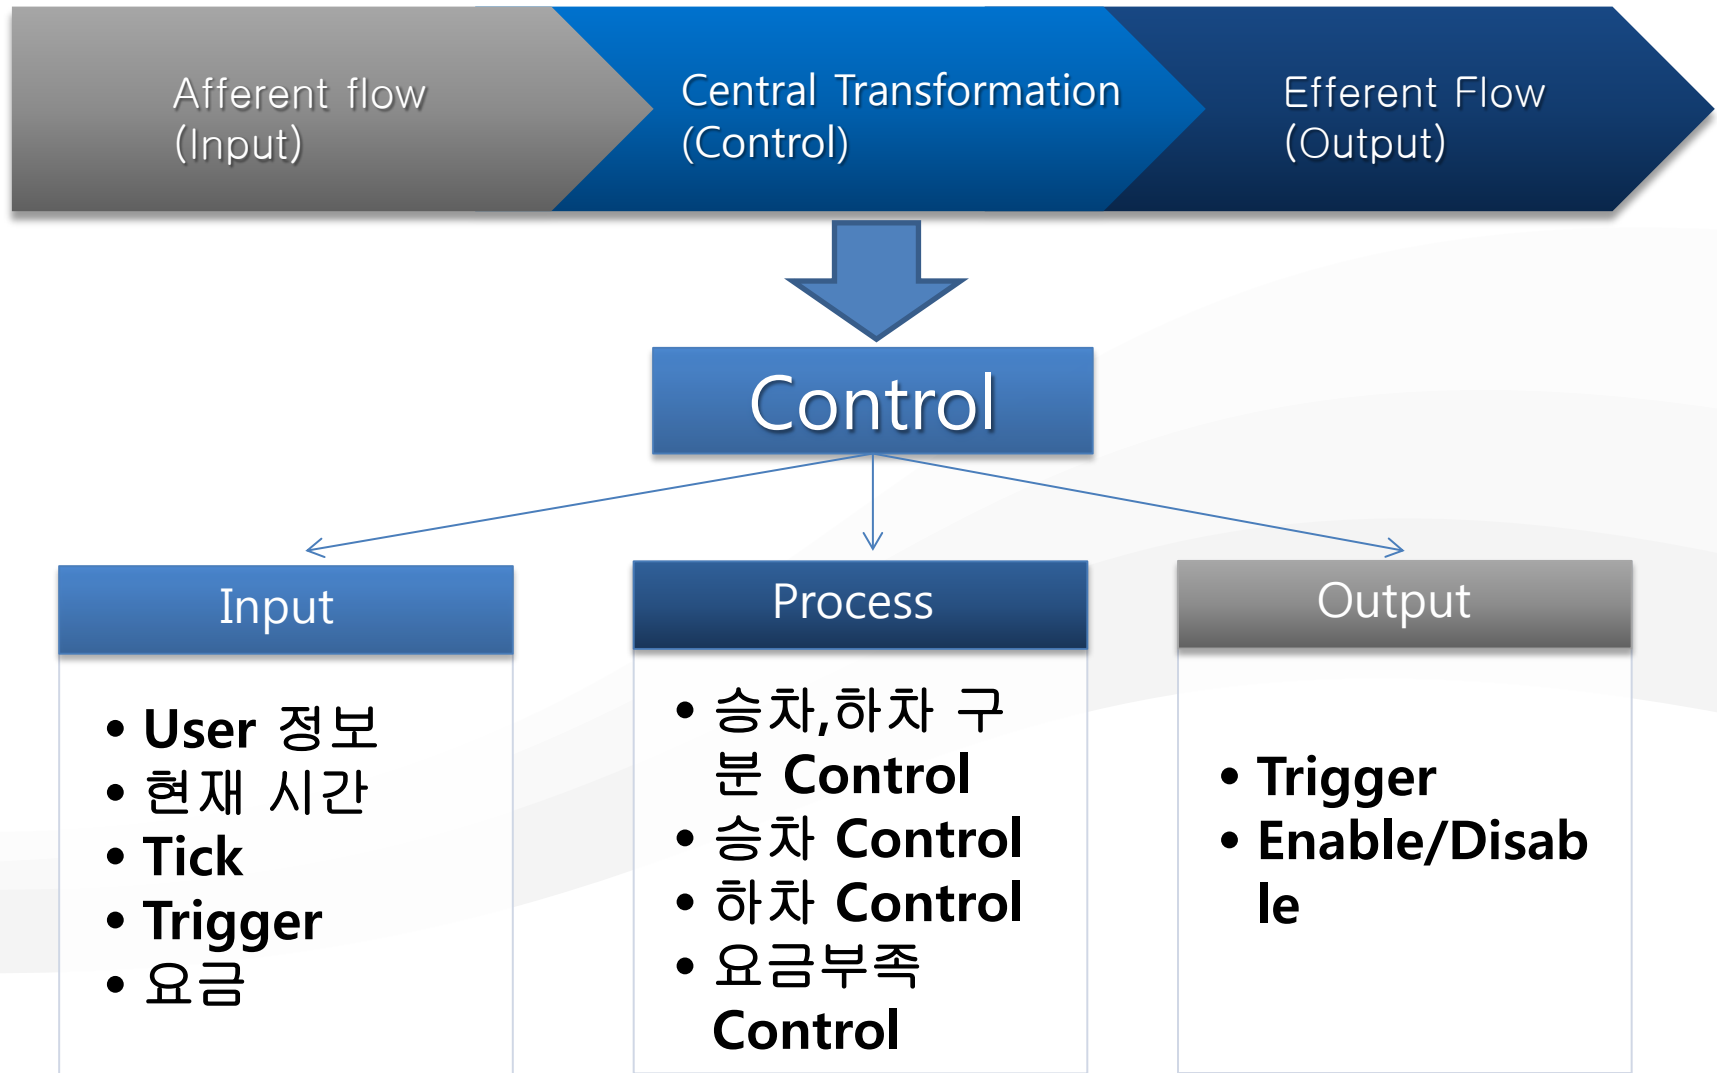 Afferent flow
(Input)
Central Transformation
(Control)
Efferent Flow
(Output)
Control
Input
• User 정보
• 현재 시간
• Tick
• Trigger
• 요금
Process
• 승차,하차 구
분 Control
• 승차 Control
• 하차 Control
• 요금부족
Control
Output
• Trigger
• Enable/Disab
le